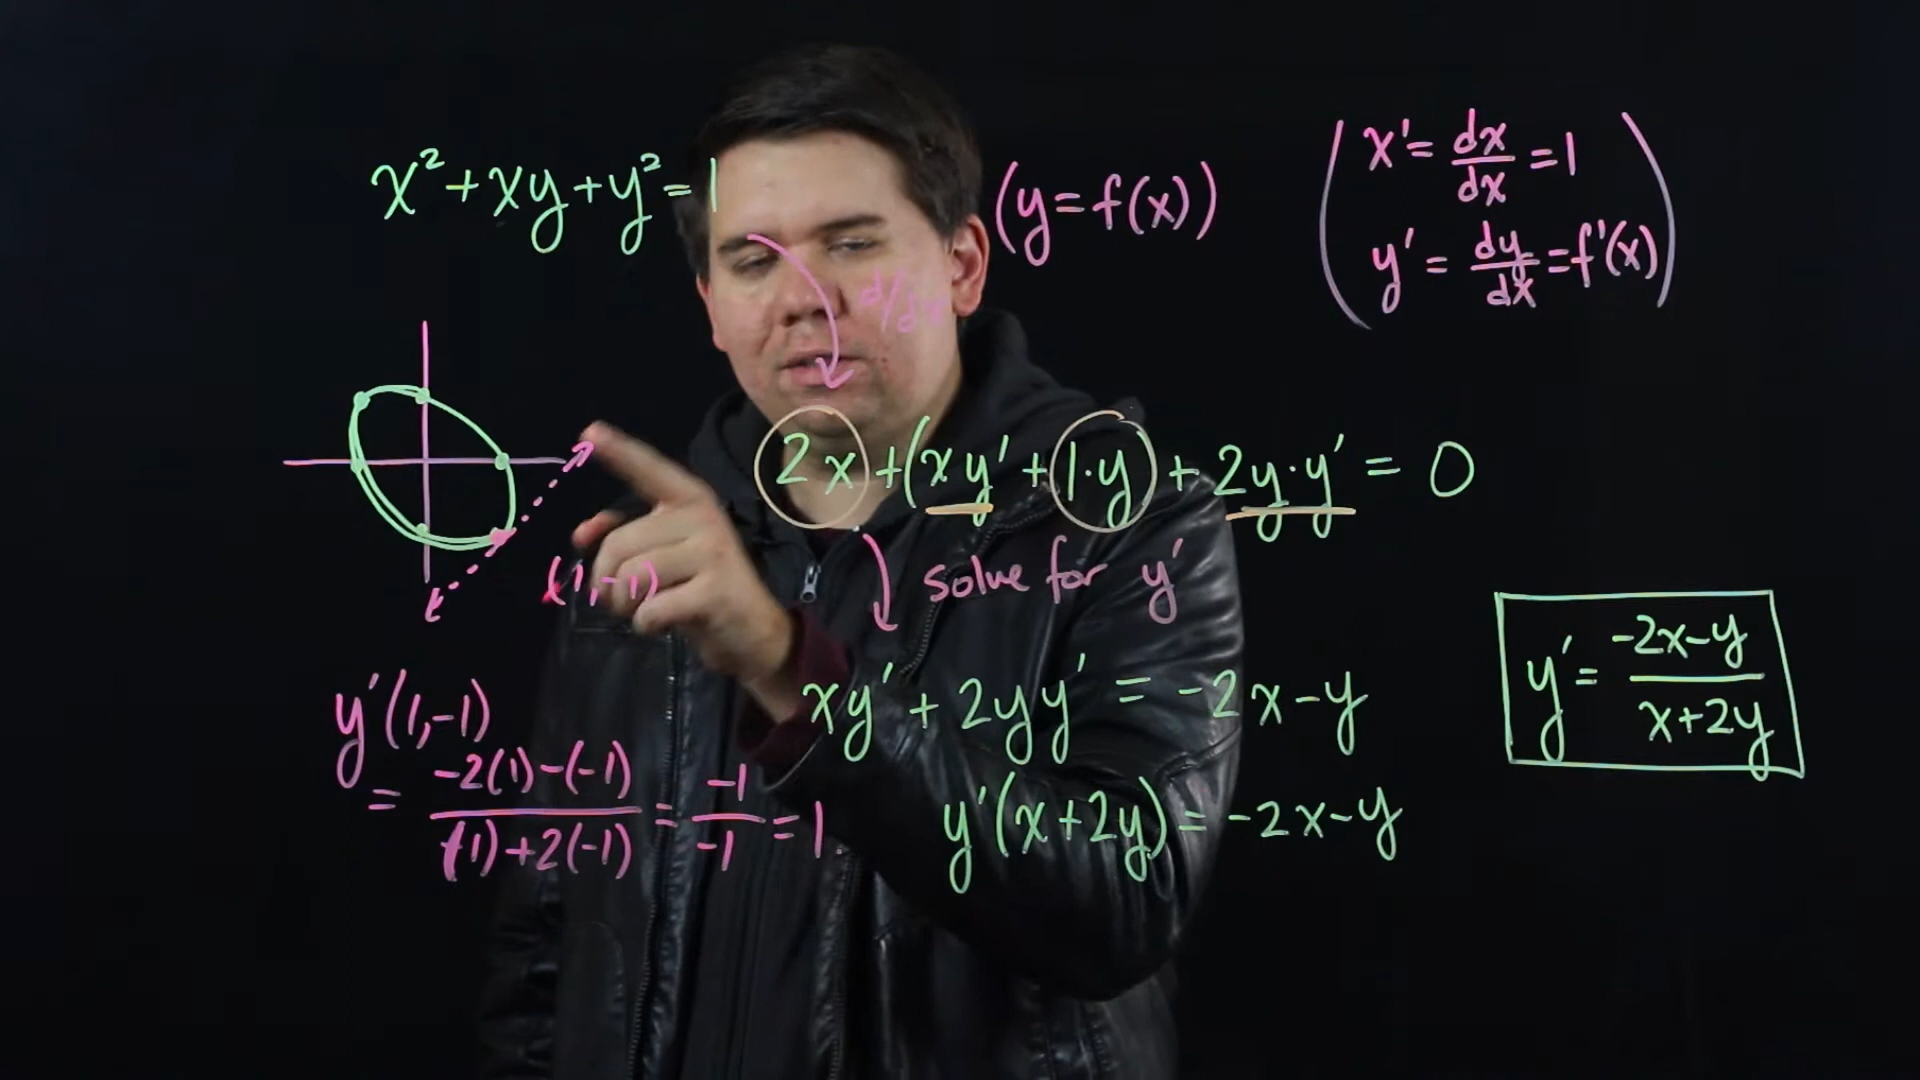 x² + xy + y² = 1
(y = f(x))
(x' = dx/dx = 1
y' = dy/dx = f'(x))
d/dx
2x + (xy' + 1·y) + 2y·y' = 0
solve for y'
(1,-1)
xy' + 2yy' = -2x-y
y'(x+2y) = -2x-y
y' = (-2x-y)/(x+2y)
y'(1,-1)
= (-2(1)-(-1))/((1)+2(-1)) = -1/-1 = 1